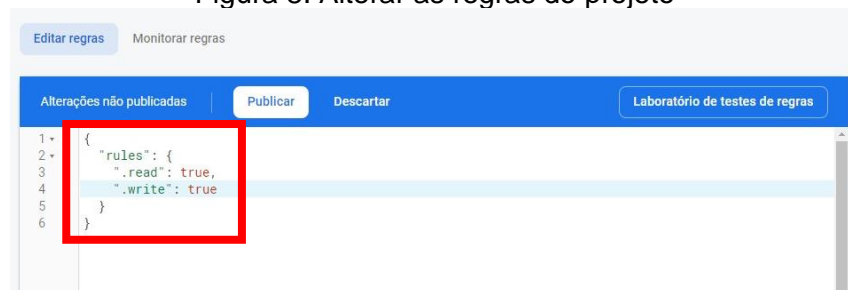 Figura Alterar as regras do projeto
Editar regras Monitorar regras
Alterações não publicadas Publicar Descartar Laboratório de testes de regras
1 {
2 "rules": {
3 ".read": true,
4 ".write": true
5 }
6 }